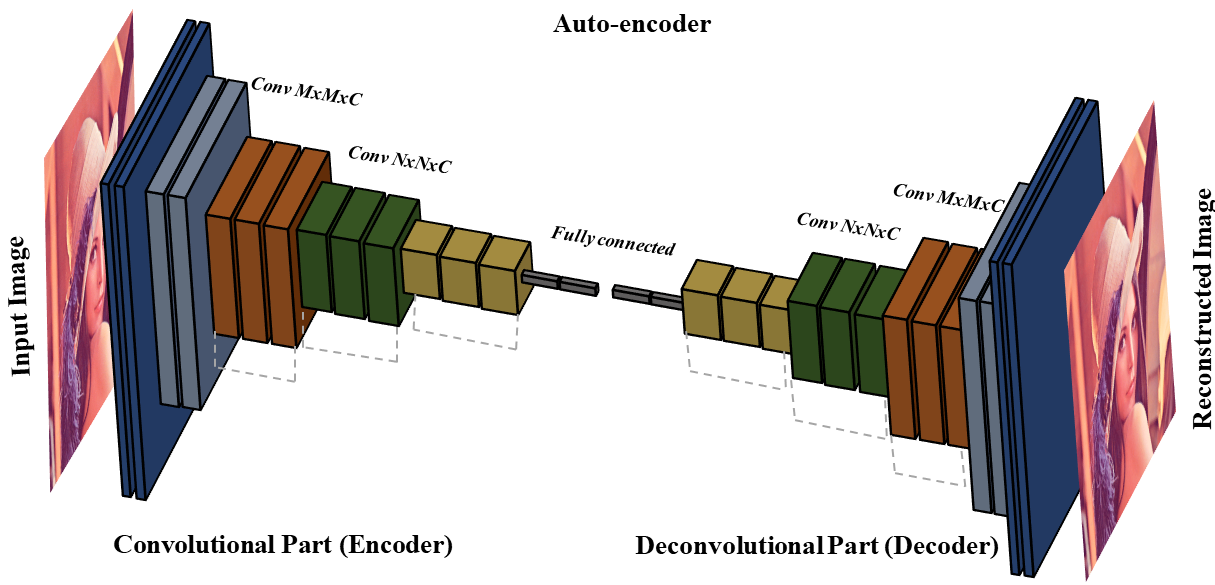 Auto-encoder
Conv MxMxC
Conv NxNxC
Fully connected
Conv MxMxC
Conv NxNxC
Input Image
Reconstructed Image
Convolutional Part (Encoder)
Deconvolutional Part (Decoder)